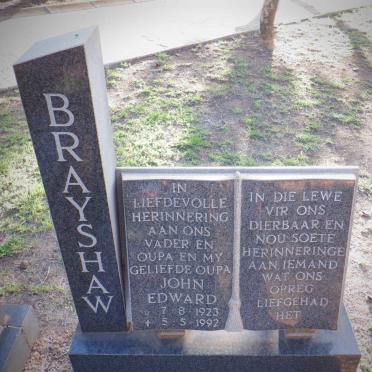 BRAYSHAW
IN
LIEFDEVOLLE
HERINNERING
AAN ONS
VADER EN
OUPA EN MY
GELIEFDE OUPA
JOHN
EDWARD
☆ 7·8·1923
✝ 5·5·1992
IN DIE LEWE
VIR ONS
DIERBAAR EN
NOU SOETE
HERINNERINGE
AAN IEMAND
WAT ONS
OPREG
LIEFGEHAD
HET